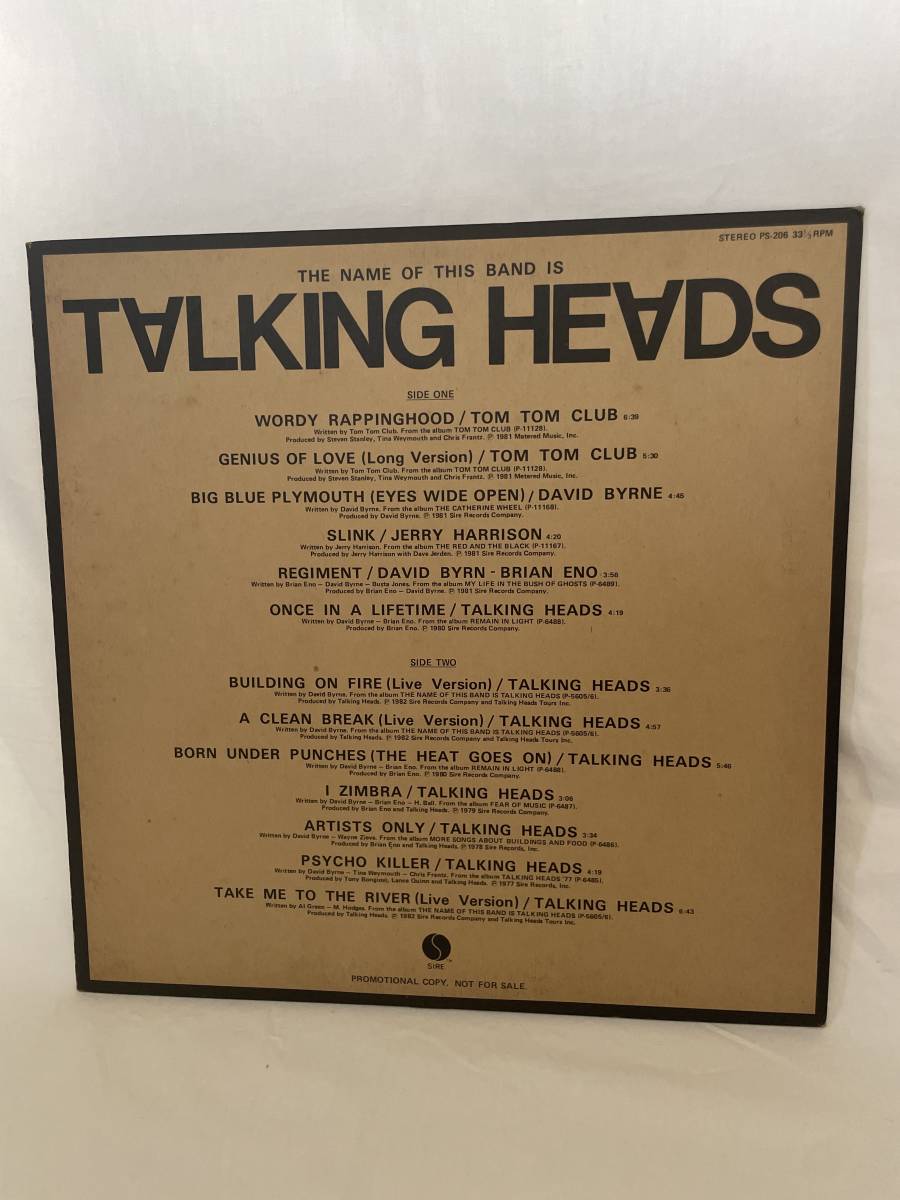 STEREO PS-206 33⅓ RPM
THE NAME OF THIS BAND IS
TALKING HEADS
SIDE ONE
WORDY RAPPINGHOOD / TOM TOM CLUB 6:39
Written by Tom Tom Club. From the album TOM TOM CLUB (P-11128).
Produced by Steven Stanley, Tina Weymouth and Chris Frantz. ℗ 1981 Metered Music, Inc.
GENIUS OF LOVE (Long Version) / TOM TOM CLUB 5:30
Written by Tom Tom Club. From the album TOM TOM CLUB (P-11128).
Produced by Steven Stanley, Tina Weymouth and Chris Frantz. ℗ 1981 Metered Music, Inc.
BIG BLUE PLYMOUTH (EYES WIDE OPEN) / DAVID BYRNE 4:45
Written by David Byrne. From the album THE CATHERINE WHEEL (P-11168).
Produced by David Byrne. ℗ 1981 Sire Records Company.
SLINK / JERRY HARRISON 4:20
Written by Jerry Harrison. From the album THE RED AND THE BLACK (P-11167).
Produced by Jerry Harrison with Dave Jerden. ℗ 1981 Sire Records Company.
REGIMENT / DAVID BYRN - BRIAN ENO 3:56
Written by Brian Eno – David Byrne – Busta Jones. From the album MY LIFE IN THE BUSH OF GHOSTS (P-6489).
Produced by Brian Eno – David Byrne. ℗ 1981 Sire Records Company.
ONCE IN A LIFETIME / TALKING HEADS 4:19
Written by David Byrne – Brian Eno. From the album REMAIN IN LIGHT (P-6488).
Produced by Brian Eno. ℗ 1980 Sire Records Company.
SIDE TWO
BUILDING ON FIRE (Live Version) / TALKING HEADS 3:36
Written by David Byrne. From the album THE NAME OF THIS BAND IS TALKING HEADS (P-5605/6).
Produced by Talking Heads. ℗ 1982 Sire Records Company and Talking Heads Tours Inc.
A CLEAN BREAK (Live Version) / TALKING HEADS 4:57
Written by David Byrne. From the album THE NAME OF THIS BAND IS TALKING HEADS (P-5605/6).
Produced by Talking Heads. ℗ 1982 Sire Records Company and Talking Heads Tours Inc.
BORN UNDER PUNCHES (THE HEAT GOES ON) / TALKING HEADS 5:46
Written by David Byrne – Brian Eno. From the album REMAIN IN LIGHT (P-6488).
Produced by Brian Eno. ℗ 1980 Sire Records Company.
I ZIMBRA / TALKING HEADS 3:06
Written by David Byrne – Brian Eno – H. Ball. From the album FEAR OF MUSIC (P-6487).
Produced by Brian Eno and Talking Heads. ℗ 1979 Sire Records Company.
ARTISTS ONLY / TALKING HEADS 3:34
Written by David Byrne – Wayne Zieve. From the album MORE SONGS ABOUT BUILDINGS AND FOOD (P-6486).
Produced by Brian Eno and Talking Heads. ℗ 1978 Sire Records, Inc.
PSYCHO KILLER / TALKING HEADS 4:19
Written by David Byrne – Tina Weymouth – Chris Frantz. From the album TALKING HEADS '77 (P-6485).
Produced by Tony Bongiovi, Lance Quinn and Talking Heads. ℗ 1977 Sire Records, Inc.
TAKE ME TO THE RIVER (Live Version) / TALKING HEADS 6:43
Written by Al Green – M. Hodges. From the album THE NAME OF THIS BAND IS TALKING HEADS (P-5605/6).
Produced by Talking Heads. ℗ 1982 Sire Records Company and Talking Heads Tours Inc.
SIRE
PROMOTIONAL COPY. NOT FOR SALE.